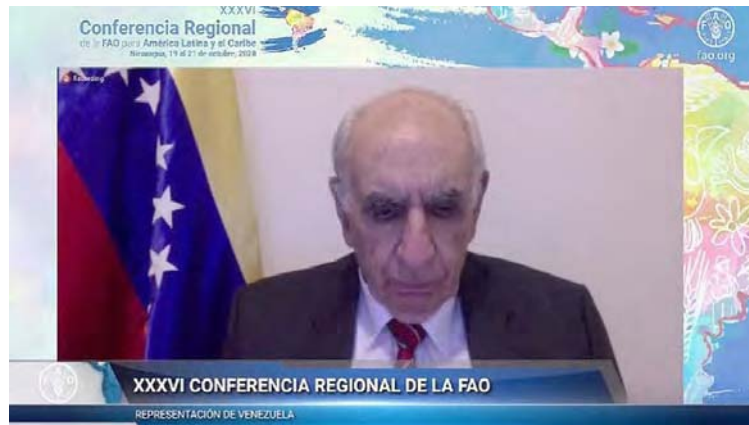 XXXVI
Conferencia Regional
de la FAO para América Latina y el Caribe
Nicaragua, 19 al 21 de octubre, 2020
fao.org
Recording
XXXVI CONFERENCIA REGIONAL DE LA FAO
REPRESENTACIÓN DE VENEZUELA